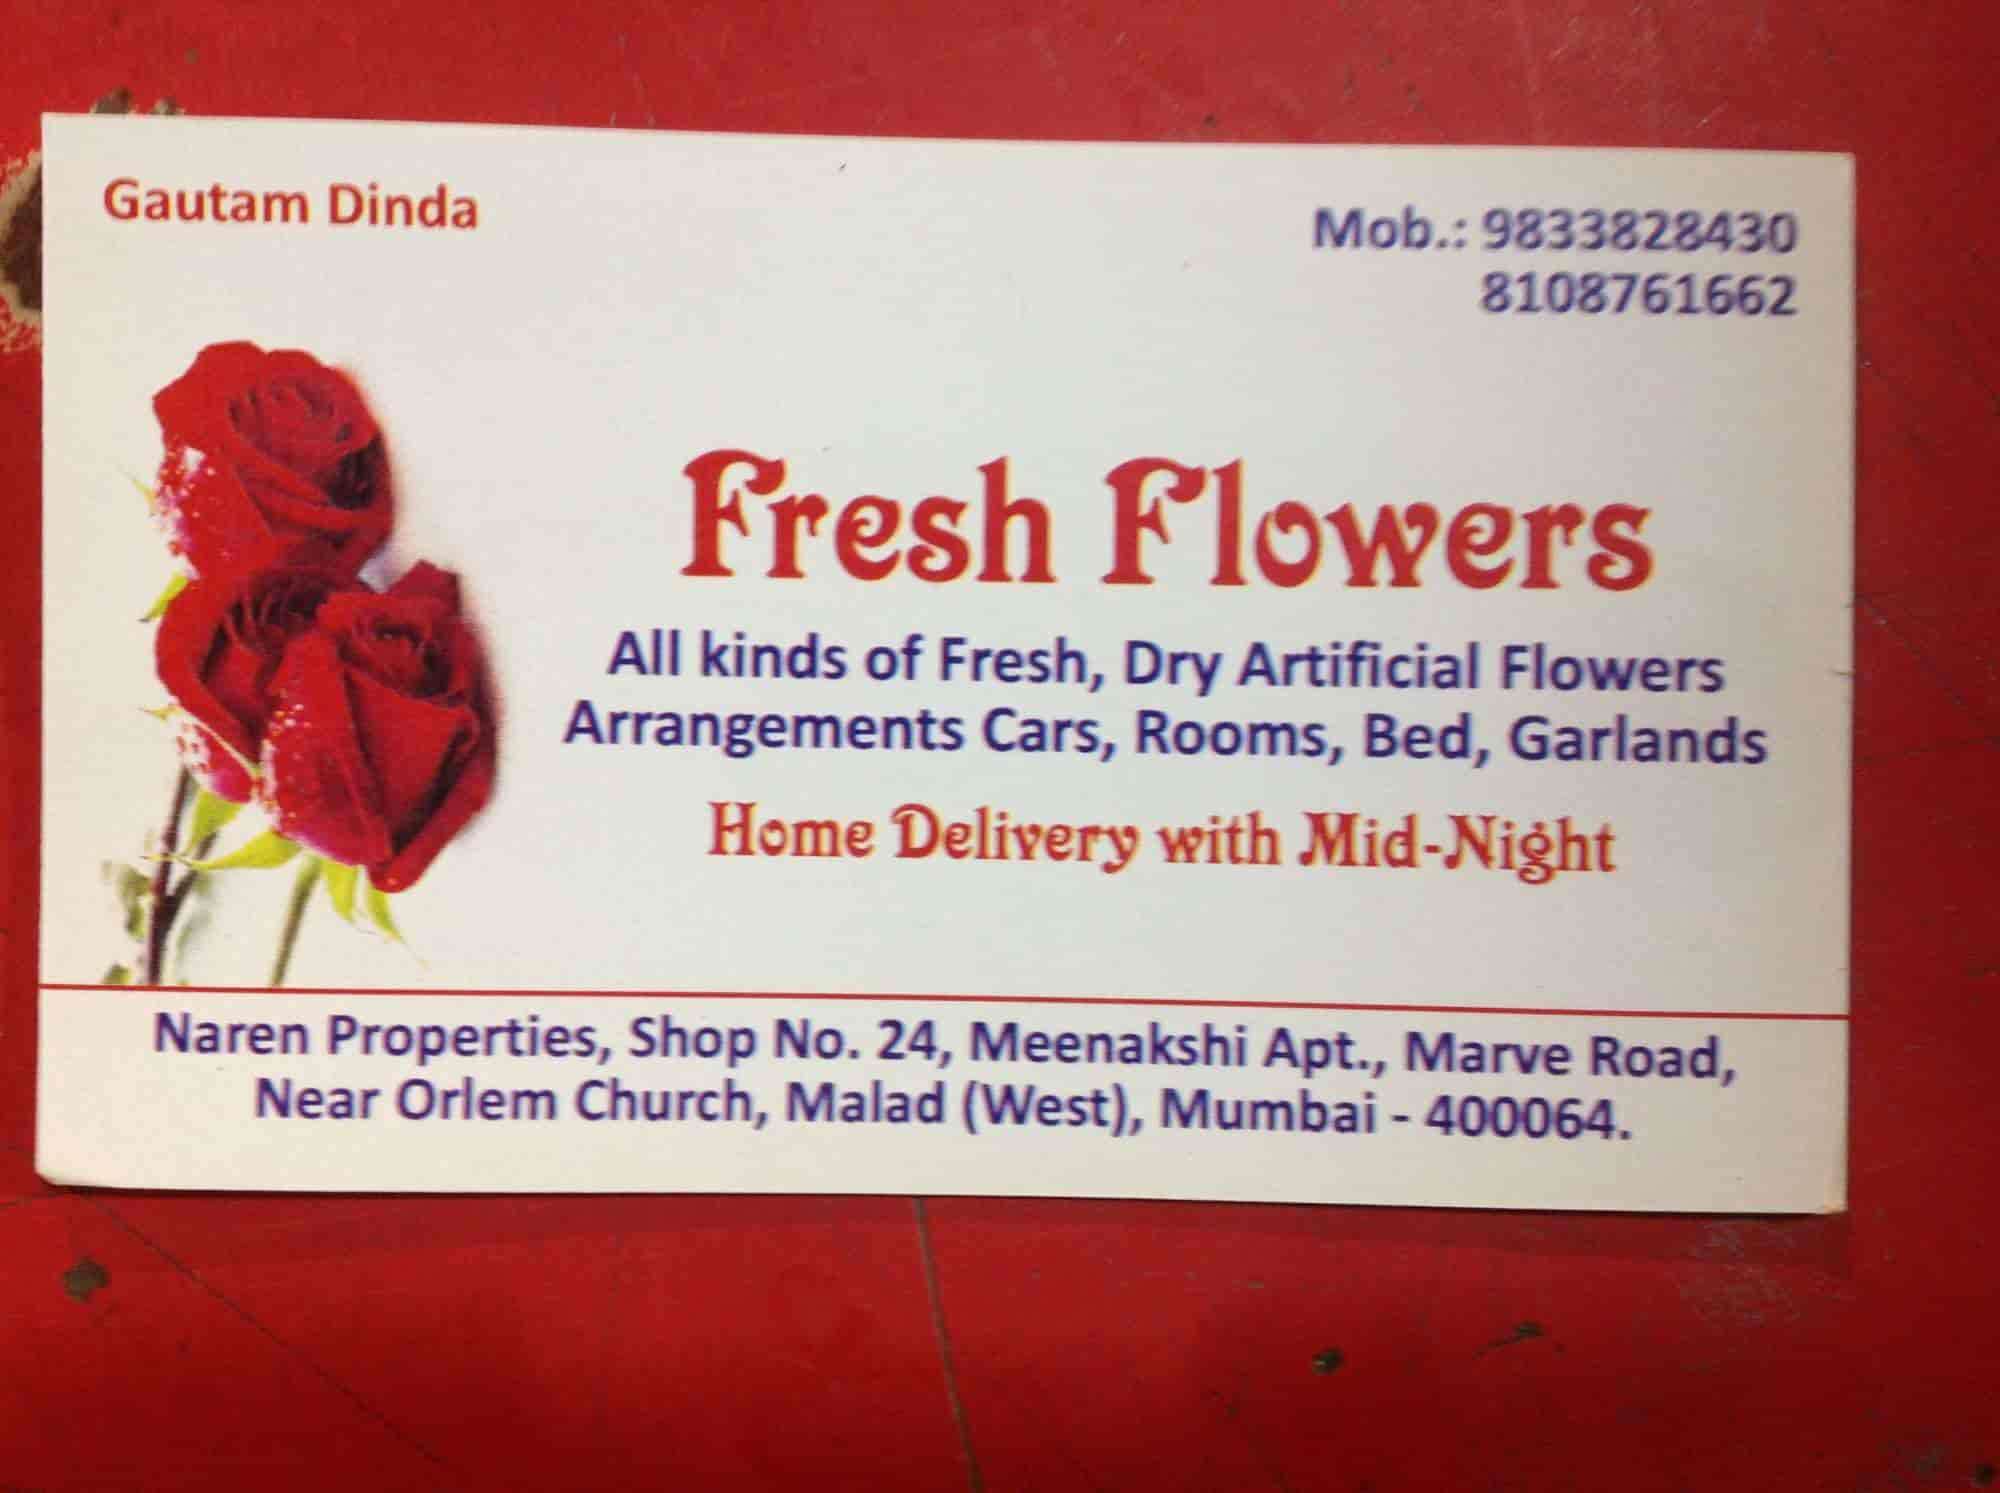 Gautam Dinda
Mob.: 9833828430
8108761662
Fresh Flowers
All kinds of Fresh, Dry Artificial Flowers
Arrangements Cars, Rooms, Bed, Garlands
Home Delivery with Mid-Night
Naren Properties, Shop No. 24, Meenakshi Apt., Marve Road,
Near Orlem Church, Malad (West), Mumbai - 400064.